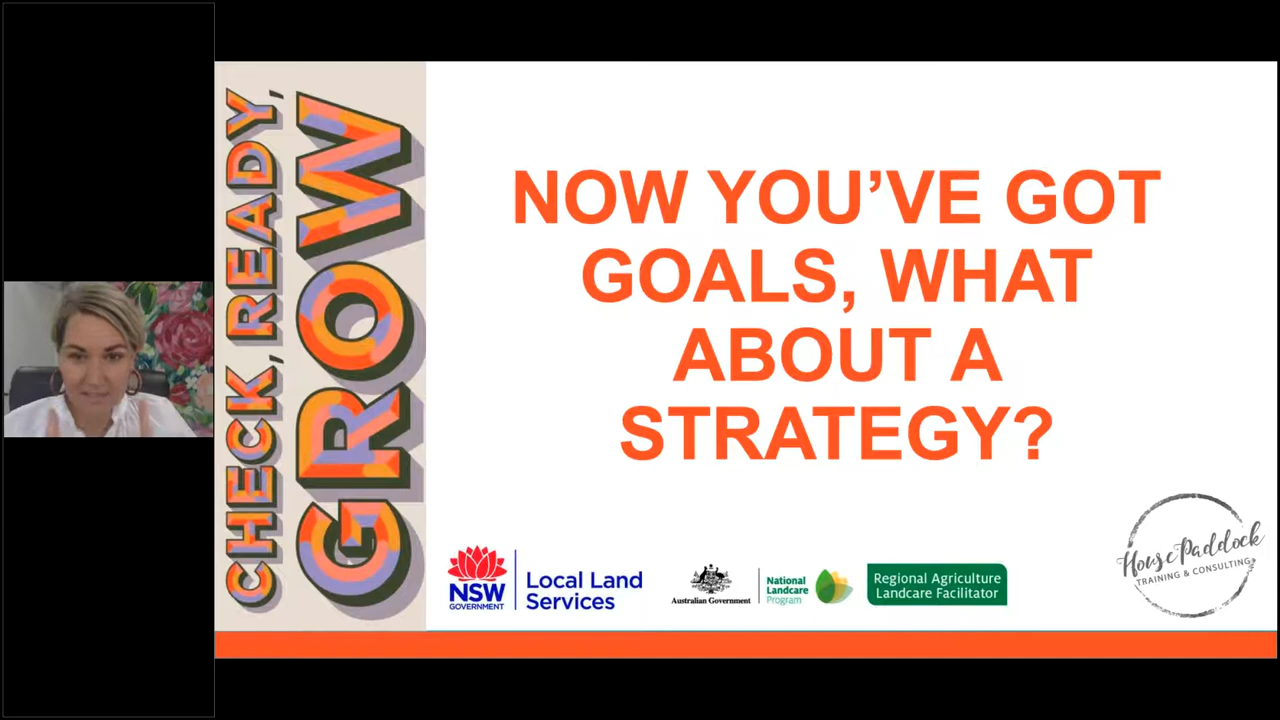 CHECK, READY,
GROW
NOW YOU’VE GOT
GOALS, WHAT
ABOUT A
STRATEGY?
NSW
GOVERNMENT
Local Land
Services
Australian Government
National
Landcare
Program
Regional Agriculture
Landcare Facilitator
House Paddock
TRAINING & CONSULTING